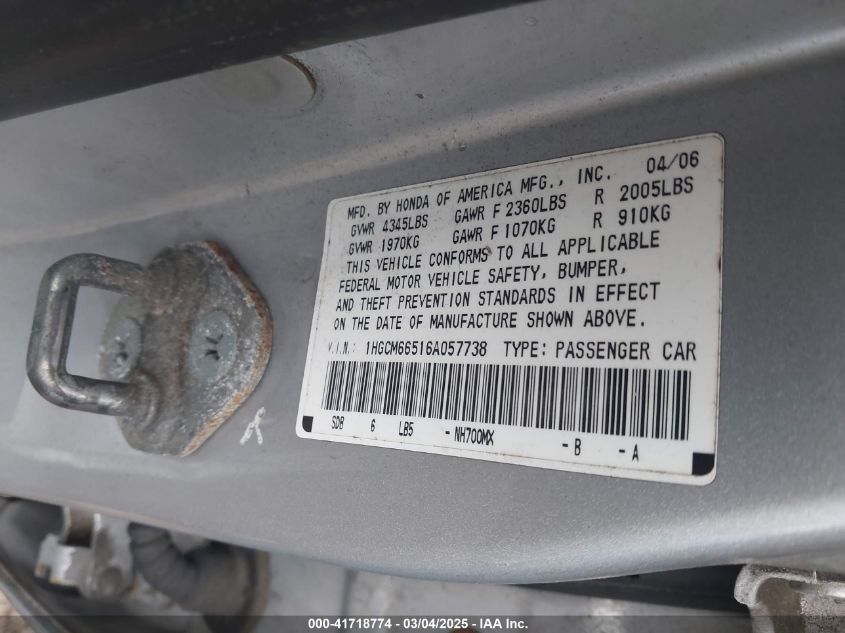 04/06
MFD. BY HONDA OF AMERICA MFG., INC.
GVWR 4345LBS GAWR F 2360LBS R 2005LBS
GVWR 1970KG GAWR F 1070KG R 910KG
THIS VEHICLE CONFORMS TO ALL APPLICABLE
FEDERAL MOTOR VEHICLE SAFETY, BUMPER,
AND THEFT PREVENTION STANDARDS IN EFFECT
ON THE DATE OF MANUFACTURE SHOWN ABOVE.
V.I.N.: 1HGCM66516A057738 TYPE: PASSENGER CAR
SDB 6 LB5 -NH700MX -B -A
000-41718774 — 03/04/2025 — IAA Inc.